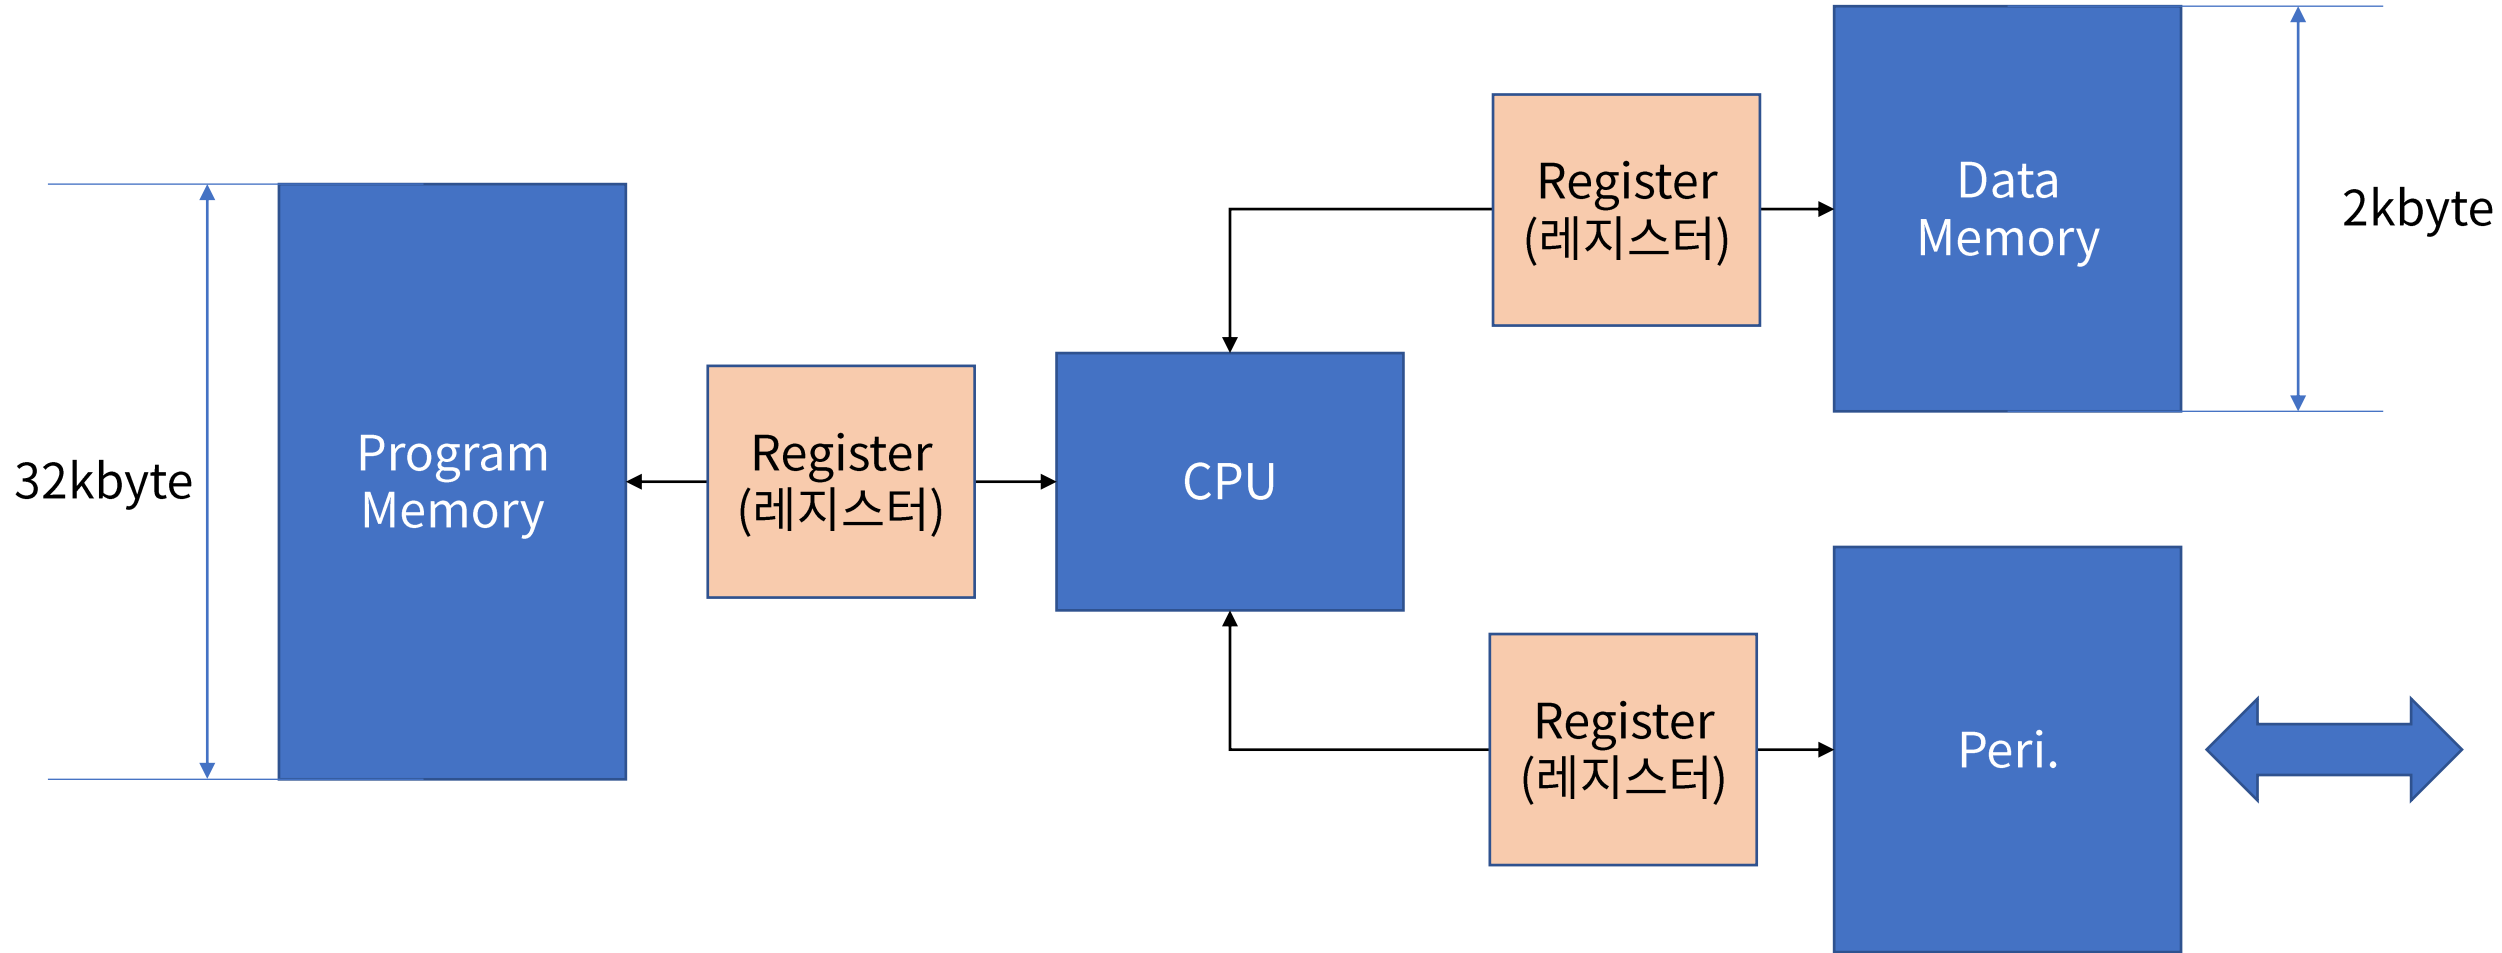 32kbyte
Program
Memory
Register
(레지스터)
CPU
Register
(레지스터)
Data
Memory
2kbyte
Register
(레지스터)
Peri.